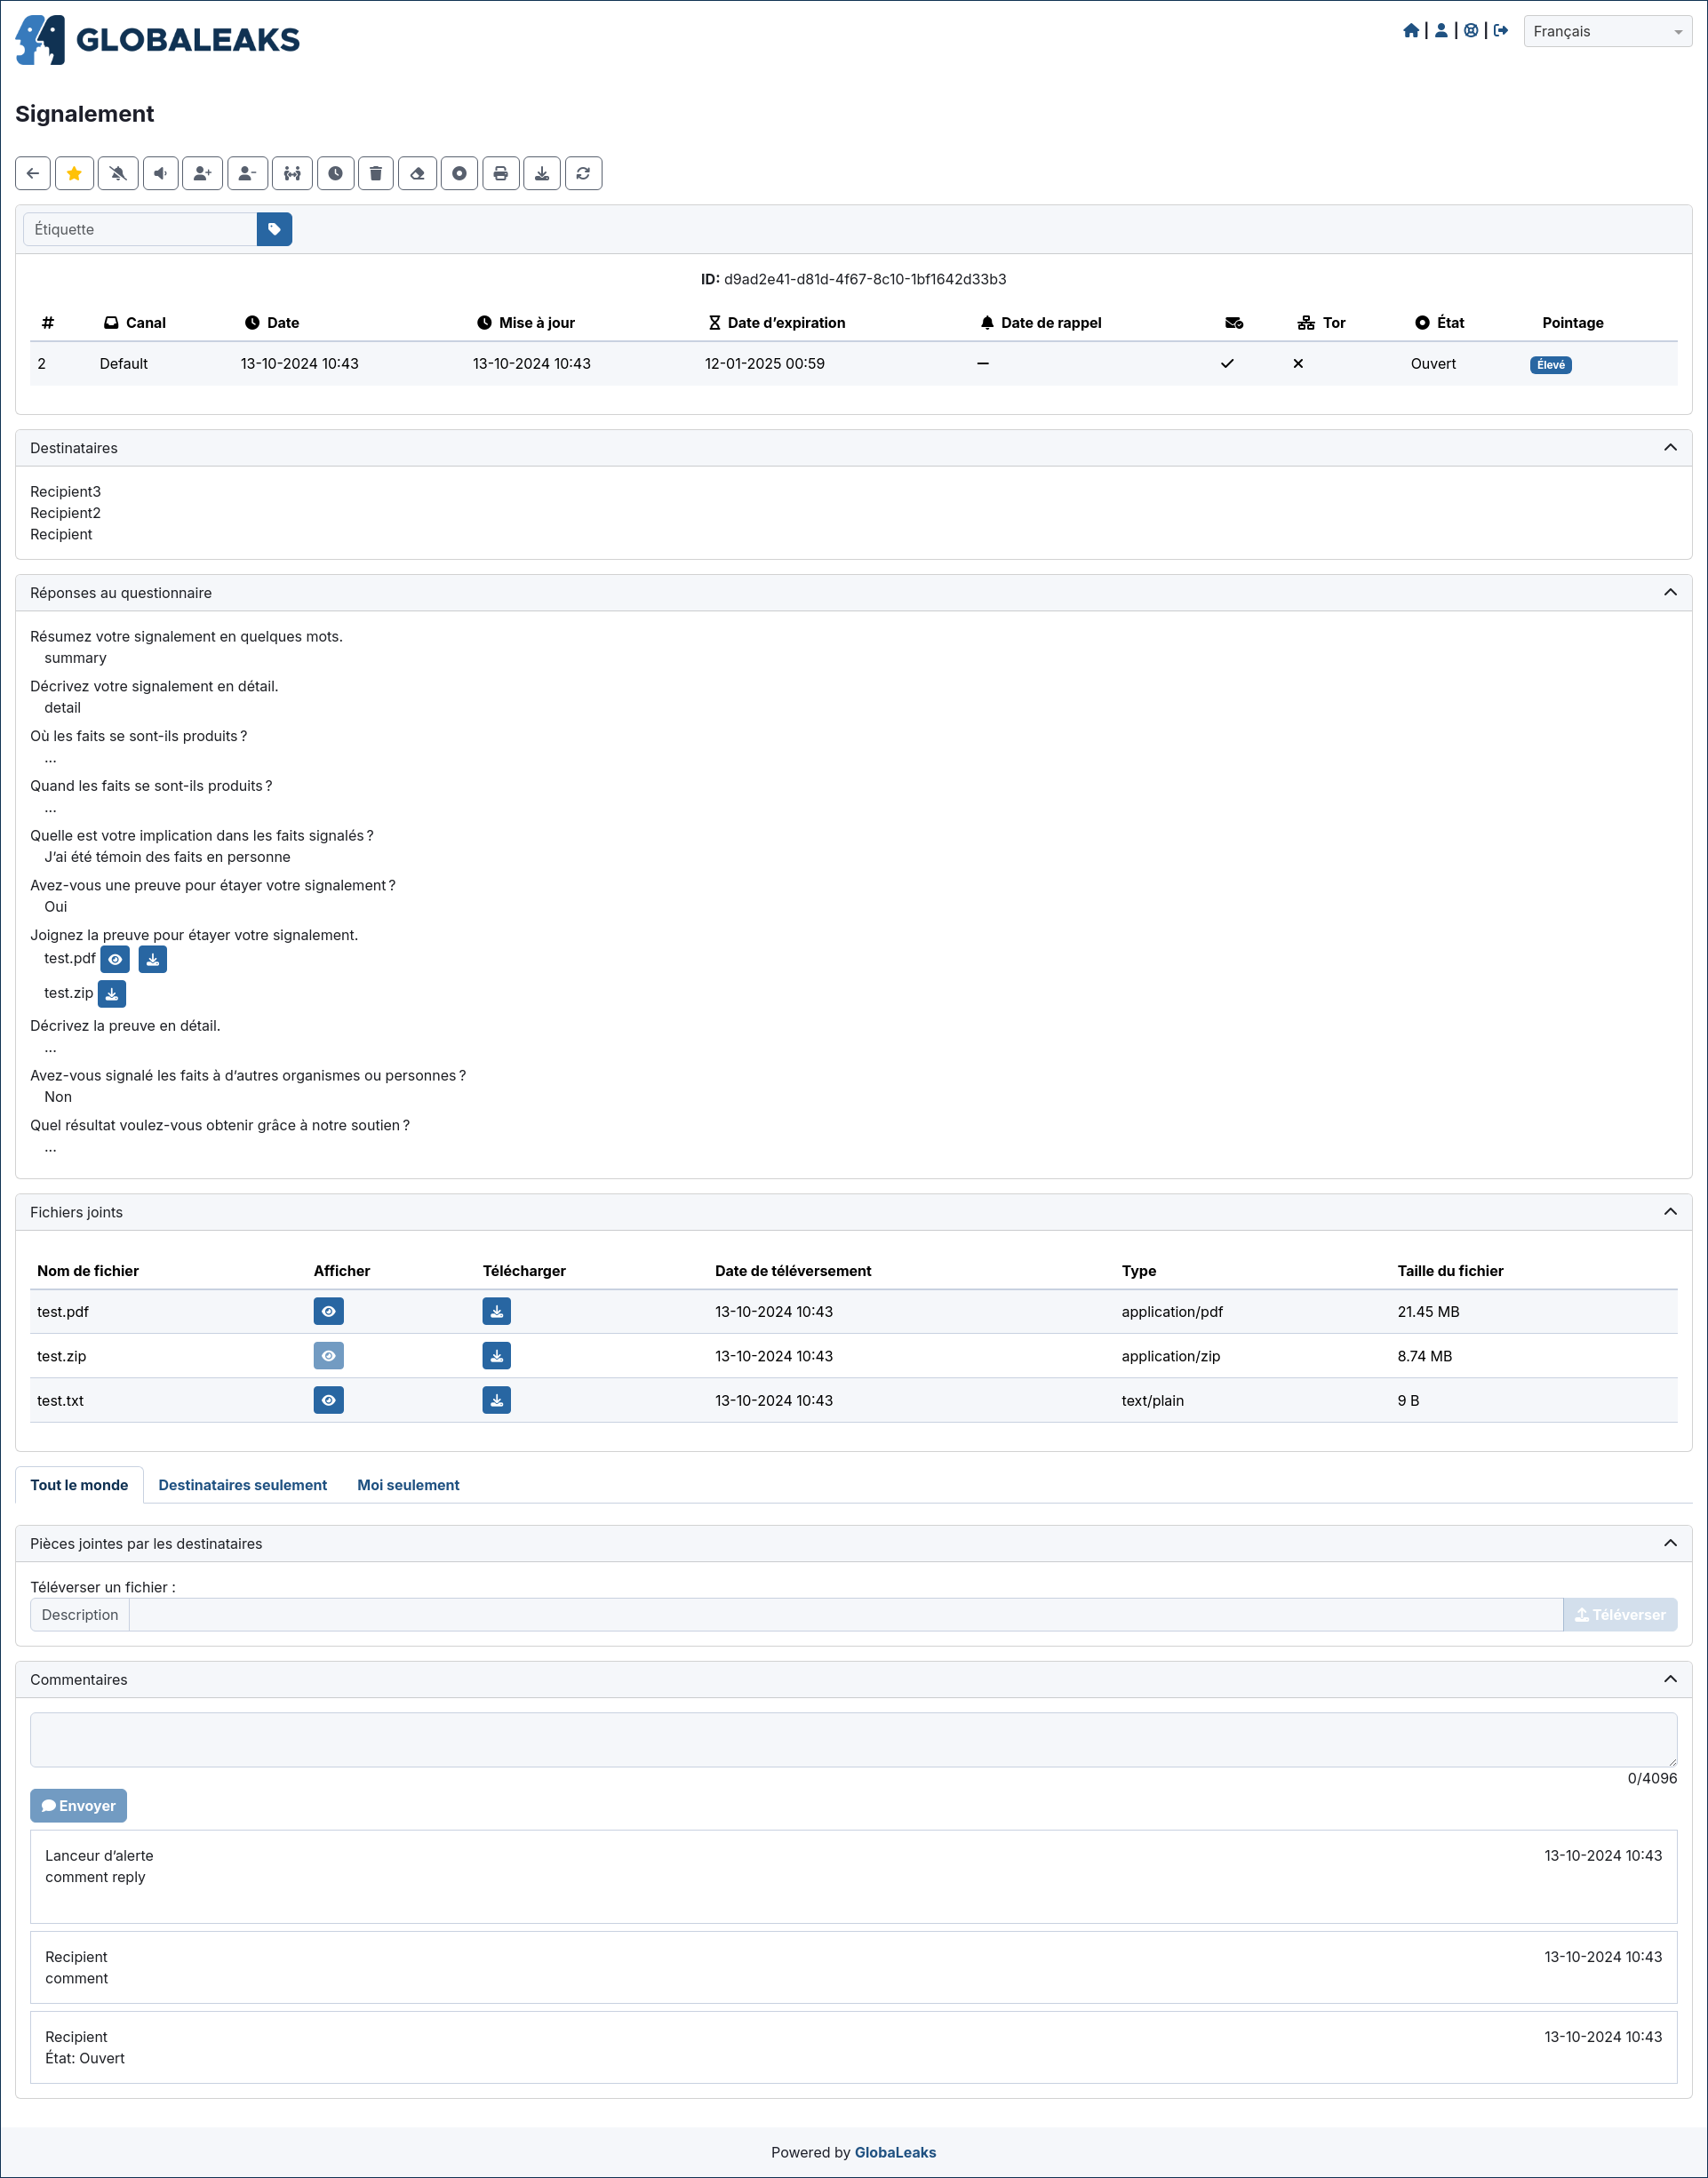 GLOBALEAKS
| | | Français
Signalement
Étiquette
ID: d9ad2e41-d81d-4f67-8c10-1bf1642d33b3
# Canal Date Mise à jour Date d’expiration Date de rappel Tor État Pointage
2 Default 13-10-2024 10:43 13-10-2024 10:43 12-01-2025 00:59 — Ouvert Élevé
Destinataires
Recipient3
Recipient2
Recipient
Réponses au questionnaire
Résumez votre signalement en quelques mots.
summary
Décrivez votre signalement en détail.
detail
Où les faits se sont-ils produits ?
...
Quand les faits se sont-ils produits ?
...
Quelle est votre implication dans les faits signalés ?
J’ai été témoin des faits en personne
Avez-vous une preuve pour étayer votre signalement ?
Oui
Joignez la preuve pour étayer votre signalement.
test.pdf
test.zip
Décrivez la preuve en détail.
...
Avez-vous signalé les faits à d’autres organismes ou personnes ?
Non
Quel résultat voulez-vous obtenir grâce à notre soutien ?
...
Fichiers joints
Nom de fichier Afficher Télécharger Date de téléversement Type Taille du fichier
test.pdf 13-10-2024 10:43 application/pdf 21.45 MB
test.zip 13-10-2024 10:43 application/zip 8.74 MB
test.txt 13-10-2024 10:43 text/plain 9 B
Tout le monde Destinataires seulement Moi seulement
Pièces jointes par les destinataires
Téléverser un fichier :
Description Téléverser
Commentaires
0/4096
Envoyer
Lanceur d’alerte 13-10-2024 10:43
comment reply
Recipient 13-10-2024 10:43
comment
Recipient 13-10-2024 10:43
État: Ouvert
Powered by GlobaLeaks